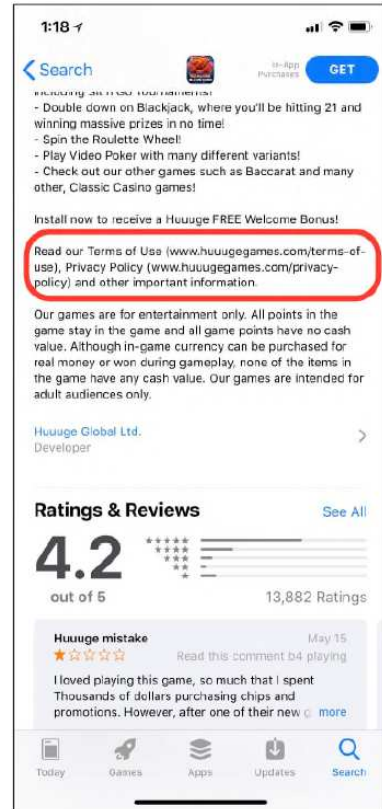 1:18
Search
In-App
Purchases
GET
including Sit n Go Tournaments!
- Double down on Blackjack, where you'll be hitting 21 and
winning massive prizes in no time!
- Spin the Roulette Wheel!
- Play Video Poker with many different variants!
- Check out our other games such as Baccarat and many
other, Classic Casino games!
Install now to receive a Huuuge FREE Welcome Bonus!
Read our Terms of Use (www.huuugegames.com/terms-of-
use), Privacy Policy (www.huuugegames.com/privacy-
policy) and other important information.
Our games are for entertainment only. All points in the
game stay in the game and all game points have no cash
value. Although in-game currency can be purchased for
real money or won during gameplay, none of the items in
the game have any cash value. Our games are intended for
adult audiences only.
Huuuge Global Ltd.
Developer
Ratings & Reviews
See All
4.2
out of 5
13,882 Ratings
Huuuge mistake
May 15
Read this comment b4 playing
I loved playing this game, so much that I spent
Thousands of dollars purchasing chips and
promotions. However, after one of their new
more
Today
Games
Apps
Updates
Search